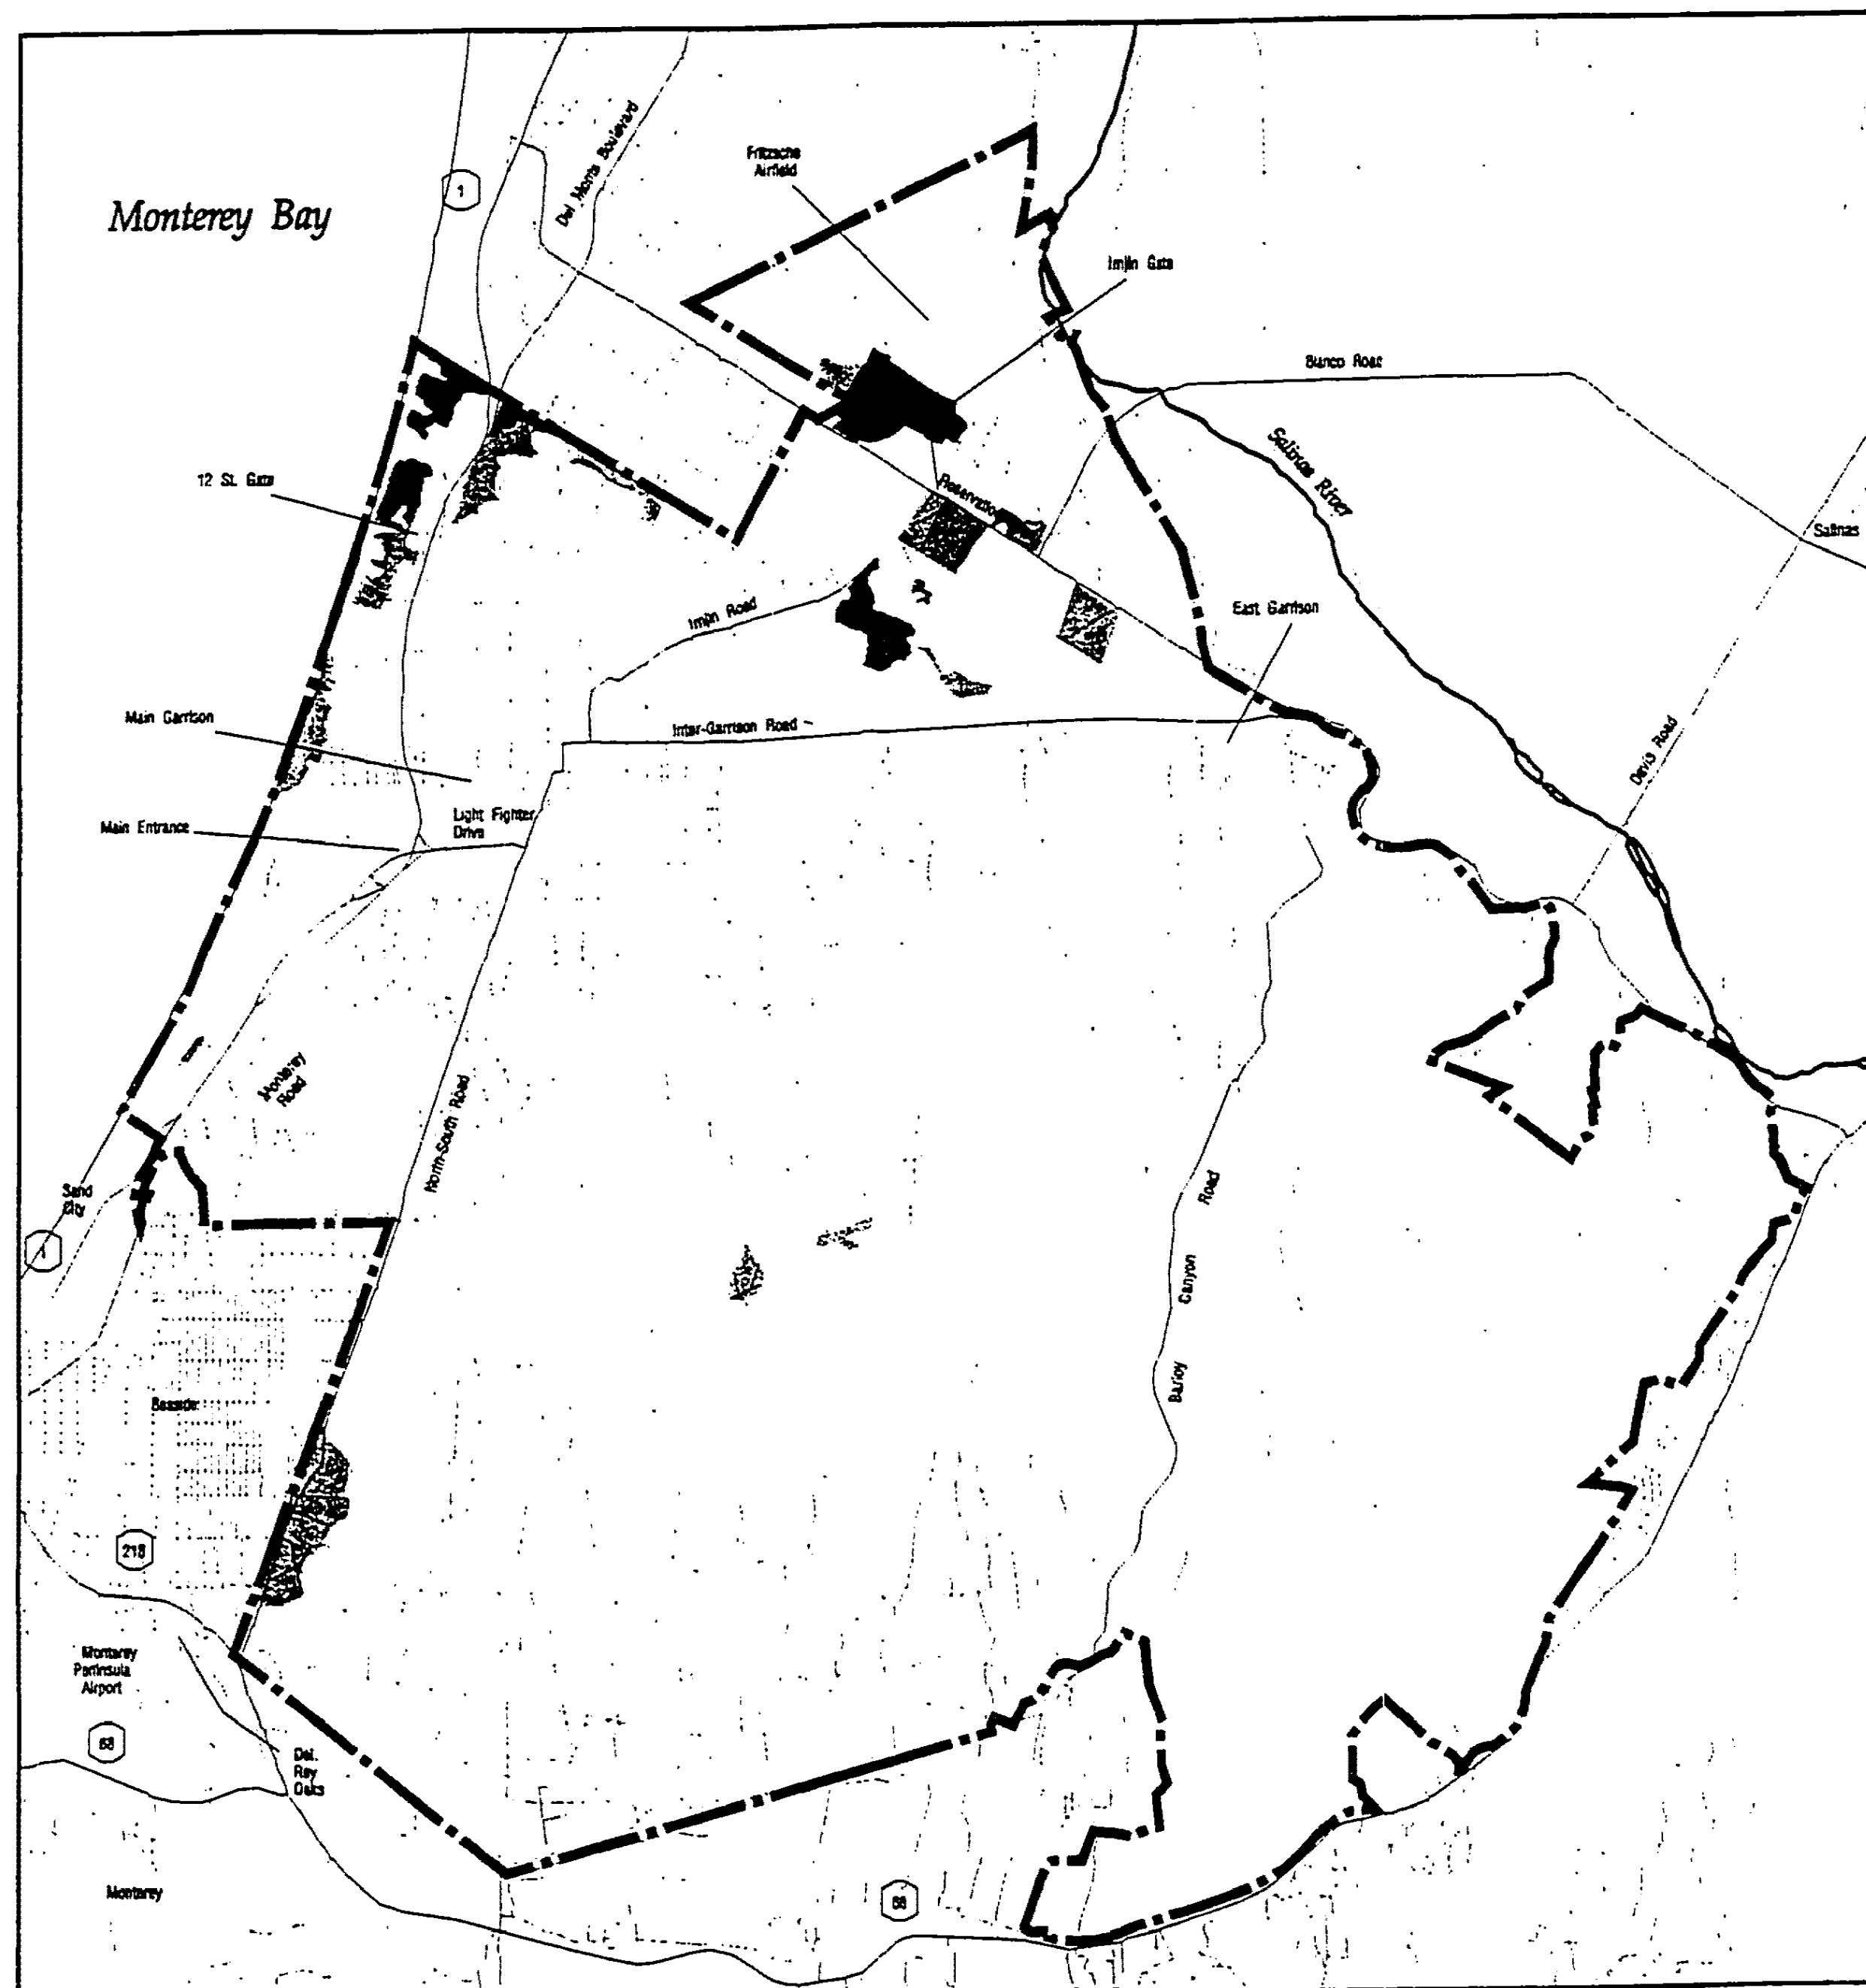 Monterey Bay
1
Del Monte Boulevard
Fritzsche
Airfield
Imjin Gate
Blanco Road
12 St. Gate
Salinas River
Reservation
Salinas
Imjin Road
East Garrison
Main Garrison
Inter-Garrison Road
Davis Road
Main Entrance
Light Fighter
Drive
Monterey
Road
North-South Road
Sand
City
1
Barloy Canyon Road
Seaside
218
Monterey
Peninsula
Airport
68
Del.
Rey
Oaks
Monterey
68